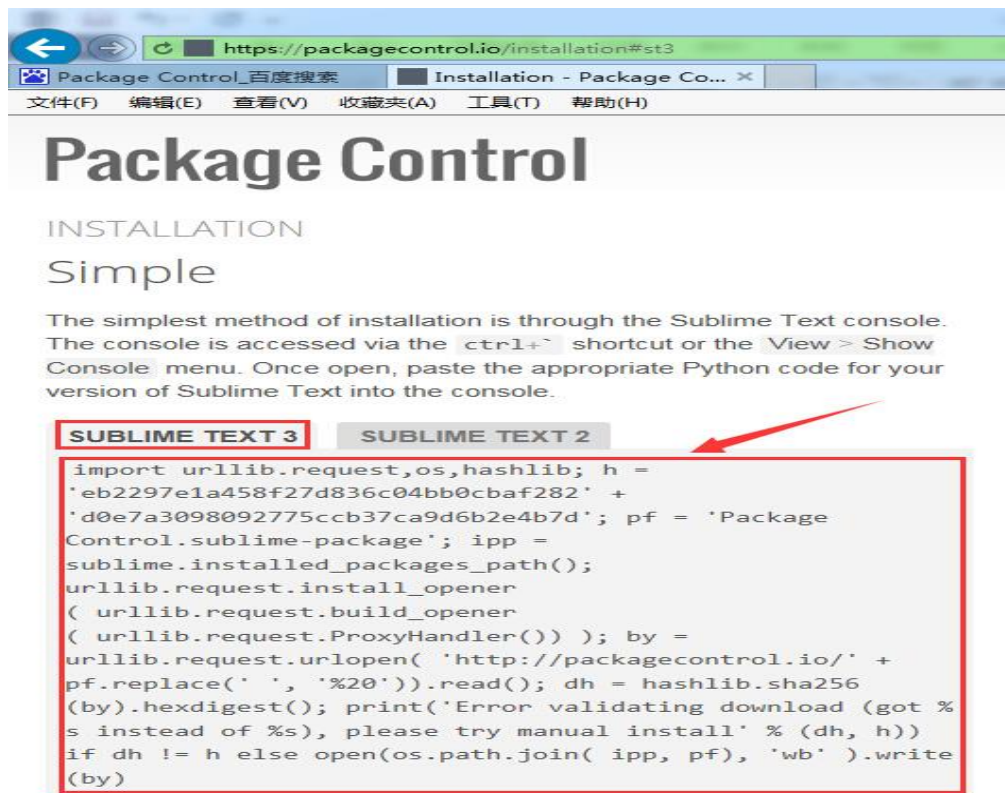 https://packagecontrol.io/installation#st3
Package Control_百度搜索
Installation - Package Co... ×
文件(F) 编辑(E) 查看(V) 收藏夹(A) 工具(T) 帮助(H)
Package Control
INSTALLATION
Simple
The simplest method of installation is through the Sublime Text console.
The console is accessed via the ctrl+` shortcut or the View > Show
Console menu. Once open, paste the appropriate Python code for your
version of Sublime Text into the console.
SUBLIME TEXT 3 SUBLIME TEXT 2
import urllib.request,os,hashlib; h =
'eb2297e1a458f27d836c04bb0cbaf282' +
'd0e7a3098092775ccb37ca9d6b2e4b7d'; pf = 'Package
Control.sublime-package'; ipp =
sublime.installed_packages_path();
urllib.request.install_opener
( urllib.request.build_opener
( urllib.request.ProxyHandler()) ); by =
urllib.request.urlopen( 'http://packagecontrol.io/' +
pf.replace(' ', '%20')).read(); dh = hashlib.sha256
(by).hexdigest(); print('Error validating download (got %
s instead of %s), please try manual install' % (dh, h))
if dh != h else open(os.path.join( ipp, pf), 'wb' ).write
(by)